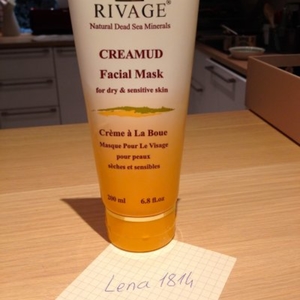 RIVAGE®
Natural Dead Sea Minerals
CREAMUD
Facial Mask
for dry & sensitive skin
Crème à La Boue
Masque Pour Le Visage
pour peaux
sèches et sensibles
200 ml 6.8 fl.oz
Lena 1814